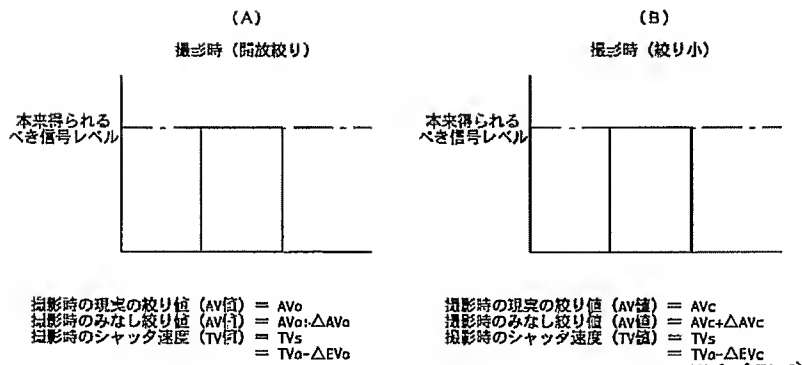 (A)
撮影時（開放絞り）
本来得られる
べき信号レベル
撮影時の現実の絞り値（AV値）＝ AVo
撮影時のみなし絞り値（AV値）＝ AVo+△AVo
撮影時のシャッタ速度（TV値）＝ TVs
＝ TVa-△EVo
(B)
撮影時（絞り小）
本来得られる
べき信号レベル
撮影時の現実の絞り値（AV値）＝ AVc
撮影時のみなし絞り値（AV値）＝ AVc+△AVc
撮影時のシャッタ速度（TV値）＝ TVs
＝ TVa-△EVc